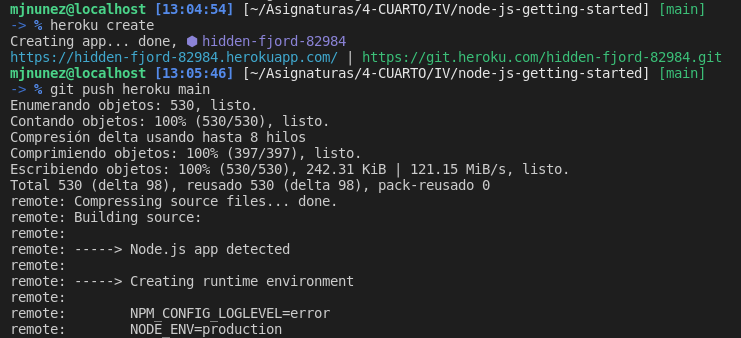 mjnunez@localhost [13:04:54] [~/Asignaturas/4-CUARTO/IV/node-js-getting-started] [main]
-> % heroku create
Creating app... done, ⬢ hidden-fjord-82984
https://hidden-fjord-82984.herokuapp.com/ | https://git.heroku.com/hidden-fjord-82984.git
mjnunez@localhost [13:05:46] [~/Asignaturas/4-CUARTO/IV/node-js-getting-started] [main]
-> % git push heroku main
Enumerando objetos: 530, listo.
Contando objetos: 100% (530/530), listo.
Compresión delta usando hasta 8 hilos
Comprimiendo objetos: 100% (397/397), listo.
Escribiendo objetos: 100% (530/530), 242.31 KiB | 121.15 MiB/s, listo.
Total 530 (delta 98), reusado 530 (delta 98), pack-reusado 0
remote: Compressing source files... done.
remote: Building source:
remote:
remote: -----> Node.js app detected
remote:
remote: -----> Creating runtime environment
remote:
remote:        NPM_CONFIG_LOGLEVEL=error
remote:        NODE_ENV=production